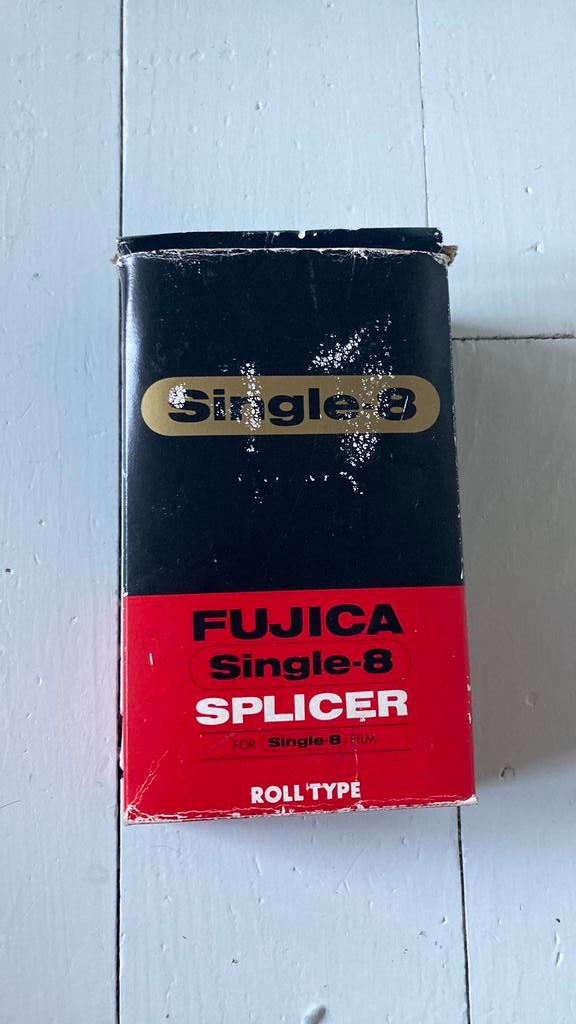 Single-8
FUJICA
Single-8
SPLICER
FOR Single-8 FILM
ROLL TYPE